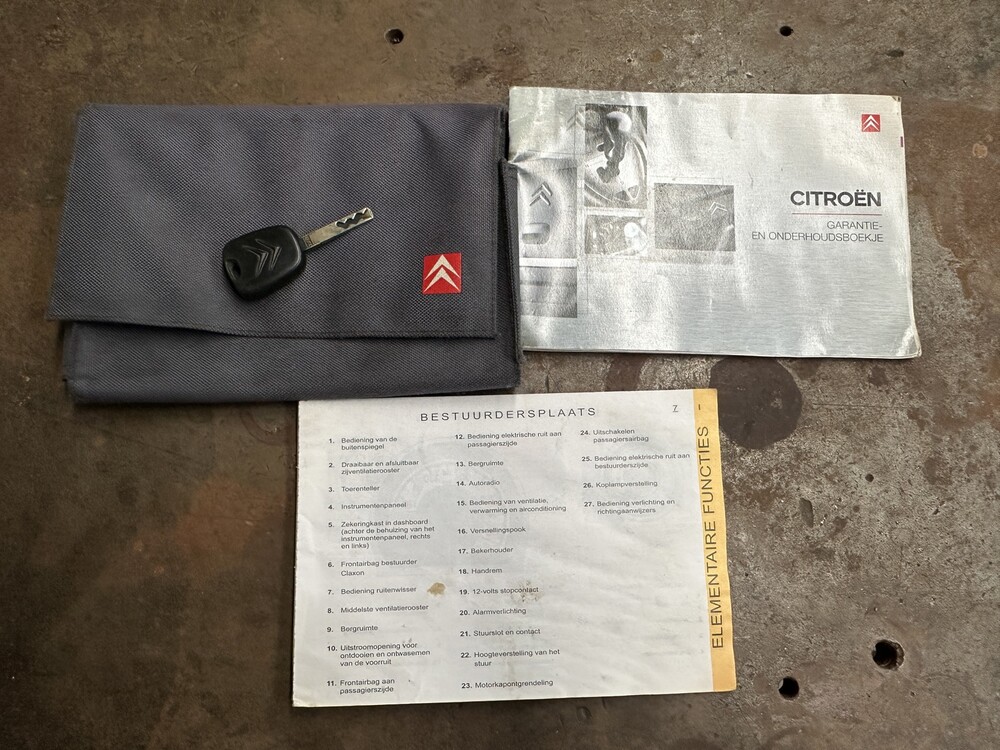 CITROËN
GARANTIE-
EN ONDERHOUDSBOEKJE
BESTUURDERSPLAATS
1. Bediening van de
buitenspiegel
2. Draaibaar en afsluitbaar
zijventilatierooster
3. Toerenteller
4. Instrumentenpaneel
5. Zekeringkast in dashboard
(achter de behuizing van het
instrumentenpaneel, rechts
en links)
6. Frontairbag bestuurder
Claxon
7. Bediening ruitenwisser
8. Middelste ventilatierooster
9. Bergruimte
10. Uitstroomopening voor
ontdooien en ontwasemen
van de voorruit
11. Frontairbag aan
passagierszijde
12. Bediening elektrische ruit aan
passagierszijde
13. Bergruimte
14. Autoradio
15. Bediening van ventilatie,
verwarming en airconditioning
16. Versnellingspook
17. Bekerhouder
18. Handrem
19. 12-volts stopcontact
20. Alarmverlichting
21. Stuurslot en contact
22. Hoogteverstelling van het
stuur
23. Motorkapontgrendeling
24. Uitschakelen
passagiersairbag
25. Bediening elektrische ruit aan
bestuurderszijde
26. Koplampverstelling
27. Bediening verlichting en
richtingaanwijzers
ELEMENTAIRE FUNCTIES